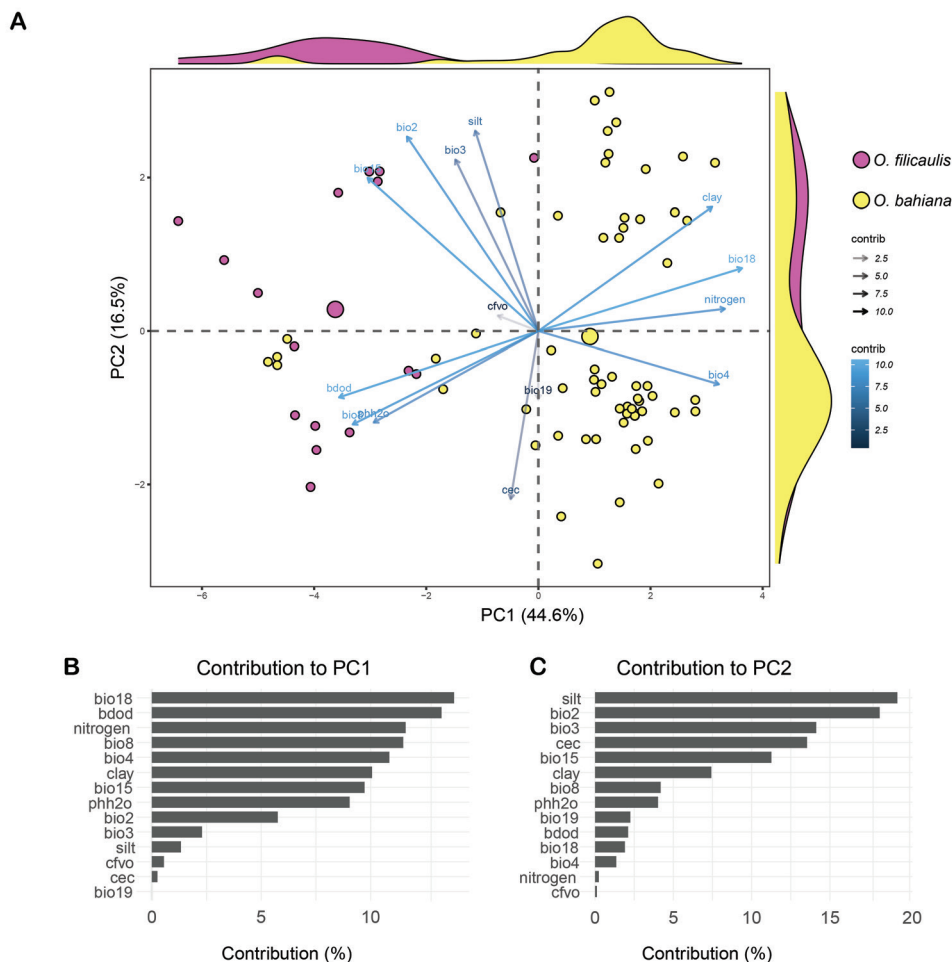 A
O. filicaulis
O. bahiana
contrib
2.5
5.0
7.5
10.0
contrib
10.0
7.5
5.0
2.5
silt
bio2
bio3
bio15
clay
bio18
nitrogen
cfvo
bio4
bdod
bio19
bio8
phh2o
cec
2
0
−2
PC2 (16.5%)
−6
−4
−2
0
2
4
PC1 (44.6%)
B
Contribution to PC1
bio18
bdod
nitrogen
bio8
bio4
clay
bio15
phh2o
bio2
bio3
silt
cfvo
cec
bio19
0
5
10
Contribution (%)
C
Contribution to PC2
silt
bio2
bio3
cec
bio15
clay
bio8
phh2o
bio19
bdod
bio18
bio4
nitrogen
cfvo
0
5
10
15
20
Contribution (%)